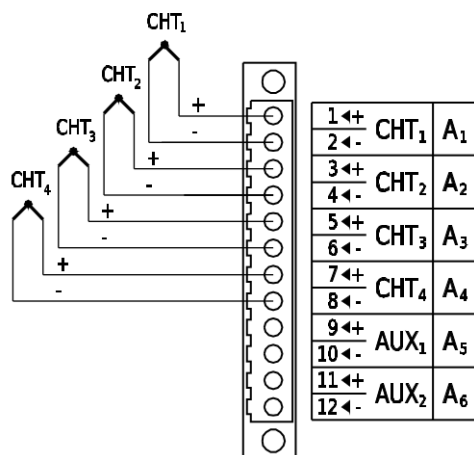 CHT₁
CHT₂
CHT₃
CHT₄
+
-
+
-
+
-
+
-
1 ◄+ CHT₁ A₁
2 ◄-
3 ◄+ CHT₂ A₂
4 ◄-
5 ◄+ CHT₃ A₃
6 ◄-
7 ◄+ CHT₄ A₄
8 ◄-
9 ◄+ AUX₁ A₅
10 ◄-
11 ◄+ AUX₂ A₆
12 ◄-